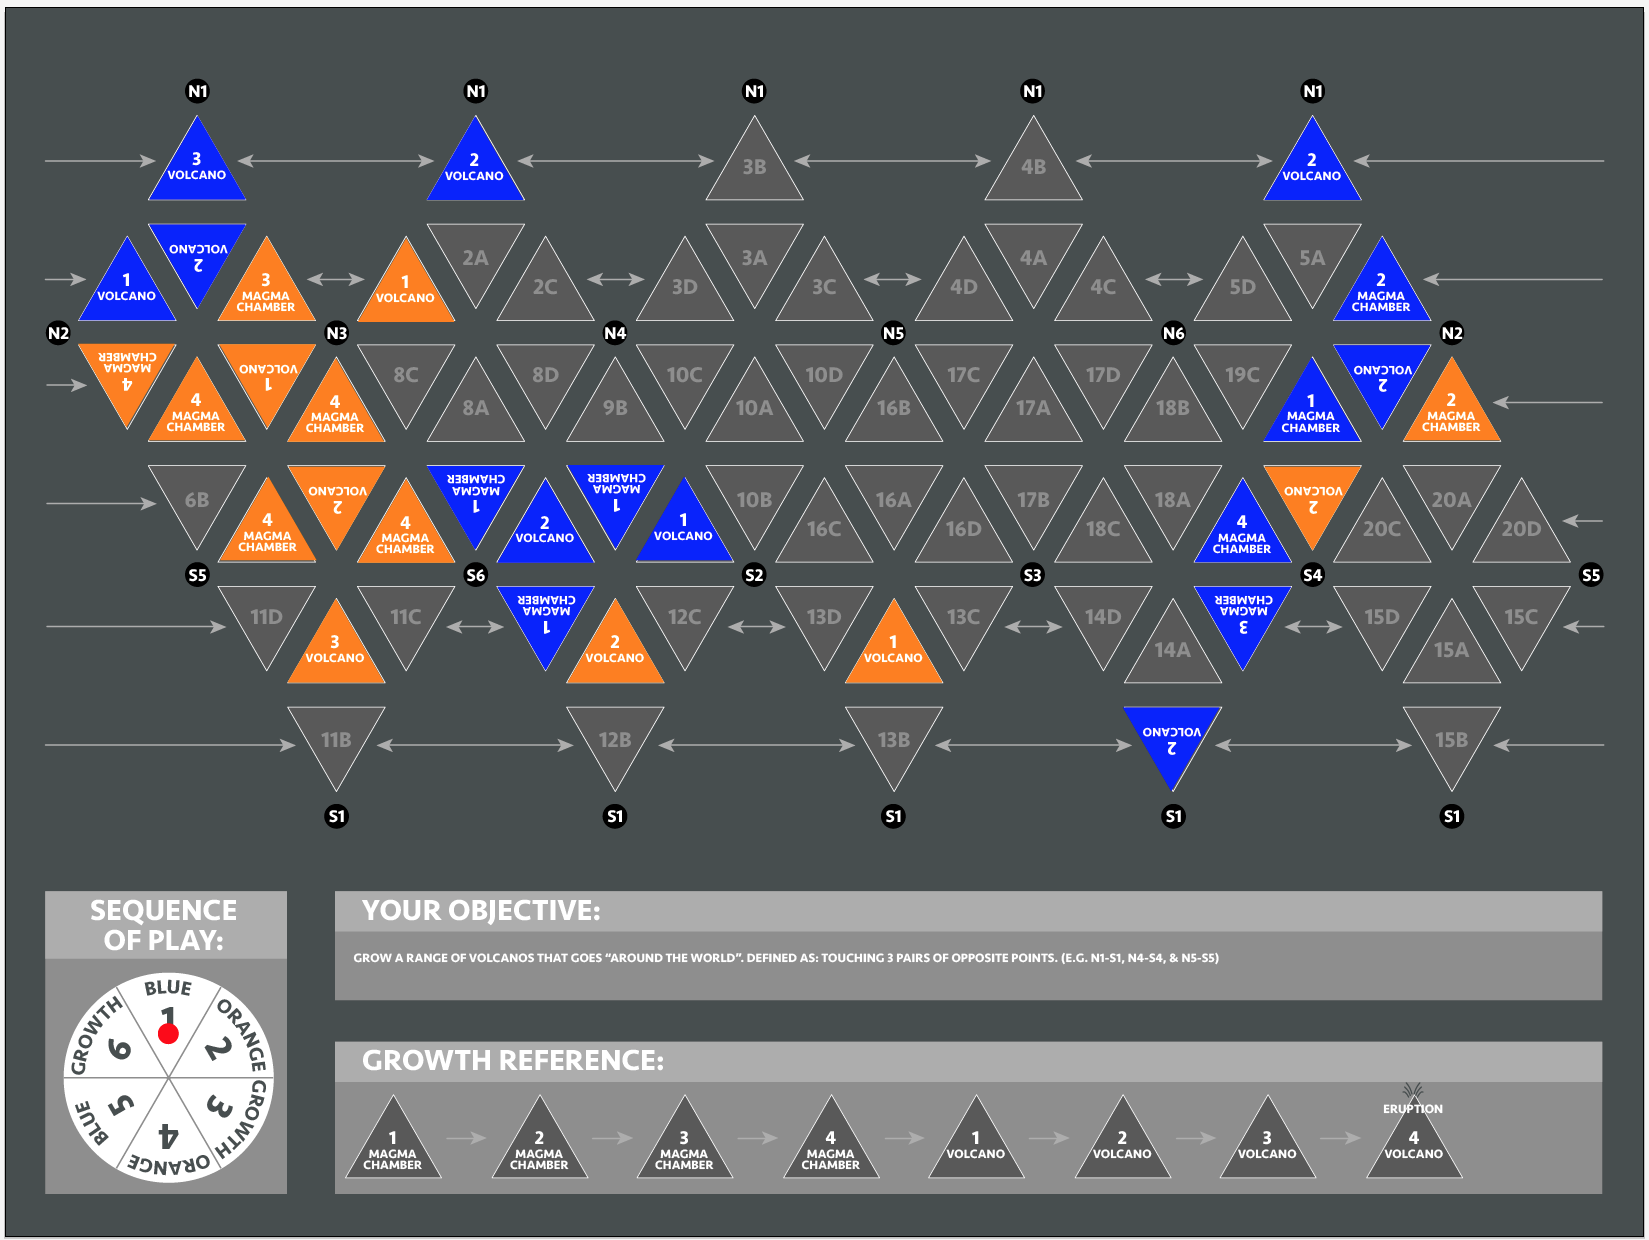 N1 N1 N1 N1 N1
3 VOLCANO
2 VOLCANO
3B
4B
2 VOLCANO
1 VOLCANO
2 VOLCANO
3 MAGMA CHAMBER
1 VOLCANO
2A
2C
3D
3A
3C
4D
4A
4C
5D
5A
2 MAGMA CHAMBER
N2 N3 N4 N5 N6 N2
4 MAGMA CHAMBER
4 MAGMA CHAMBER
1 VOLCANO
4 MAGMA CHAMBER
8C
8A
8D
9B
10C
10A
10D
16B
17C
17A
17D
18B
19C
1 MAGMA CHAMBER
2 VOLCANO
2 MAGMA CHAMBER
6B
4 MAGMA CHAMBER
2 VOLCANO
4 MAGMA CHAMBER
1 MAGMA CHAMBER
2 VOLCANO
1 MAGMA CHAMBER
1 VOLCANO
10B
16C
16A
16D
17B
18C
18A
4 MAGMA CHAMBER
2 VOLCANO
20C
20A
20D
S5 S6 S2 S3 S4 S5
11D
3 VOLCANO
11C
1 MAGMA CHAMBER
2 VOLCANO
12C
13D
1 VOLCANO
13C
14D
14A
3 MAGMA CHAMBER
15D
15A
15C
11B
12B
13B
2 VOLCANO
15B
S1 S1 S1 S1 S1
SEQUENCE
OF PLAY:
BLUE 1
ORANGE 2
GROWTH 3
ORANGE 4
BLUE 5
GROWTH 6
YOUR OBJECTIVE:
GROW A RANGE OF VOLCANOS THAT GOES “AROUND THE WORLD”. DEFINED AS: TOUCHING 3 PAIRS OF OPPOSITE POINTS. (E.G. N1-S1, N4-S4, & N5-S5)
GROWTH REFERENCE:
1 MAGMA CHAMBER
2 MAGMA CHAMBER
3 MAGMA CHAMBER
4 MAGMA CHAMBER
1 VOLCANO
2 VOLCANO
3 VOLCANO
ERUPTION
4 VOLCANO